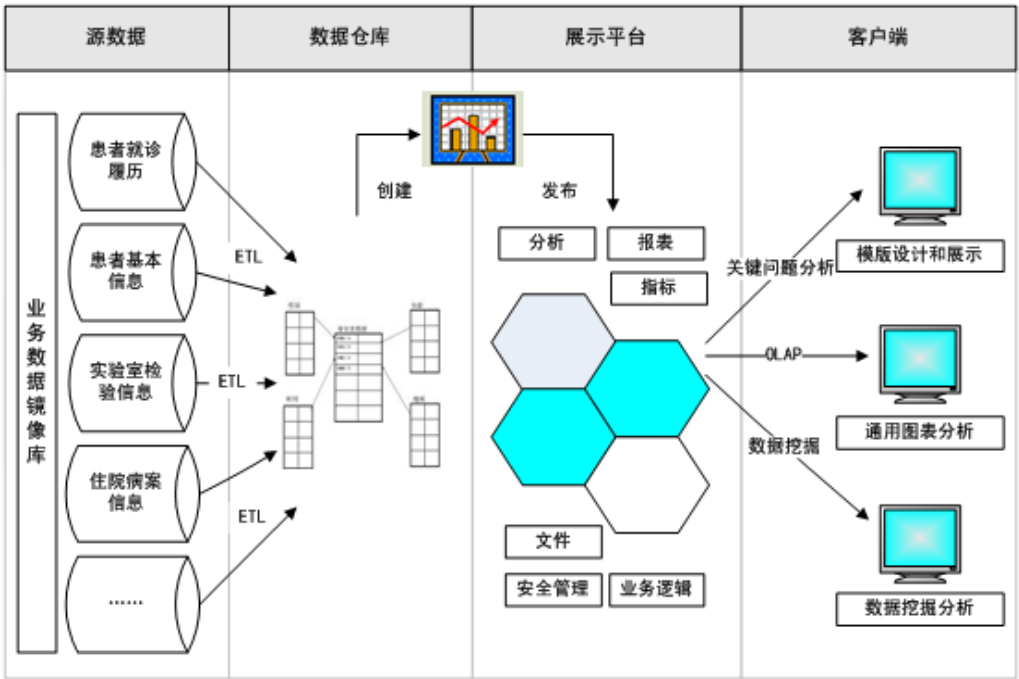 源数据
数据仓库
展示平台
客户端
业务数据镜像库
患者就诊
履历
患者基本
信息
实验室检
验信息
住院病案
信息
......
ETL
ETL
ETL
创建
发布
分析
报表
指标
文件
安全管理
业务逻辑
关键问题分析
OLAP
数据挖掘
模版设计和展示
通用图表分析
数据挖掘分析